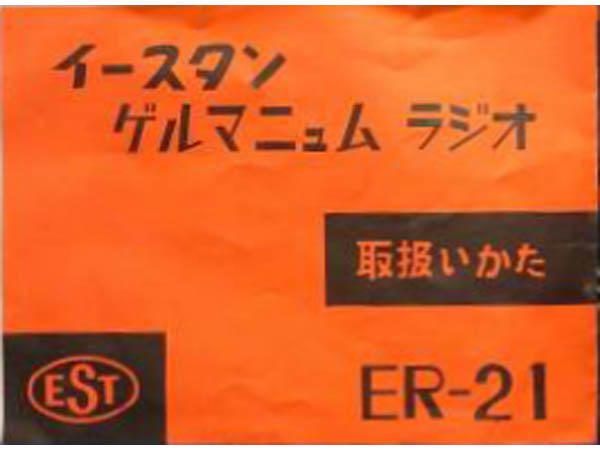 イースタン
ゲルマニュム ラジオ
取扱いかた
EST
ER-21